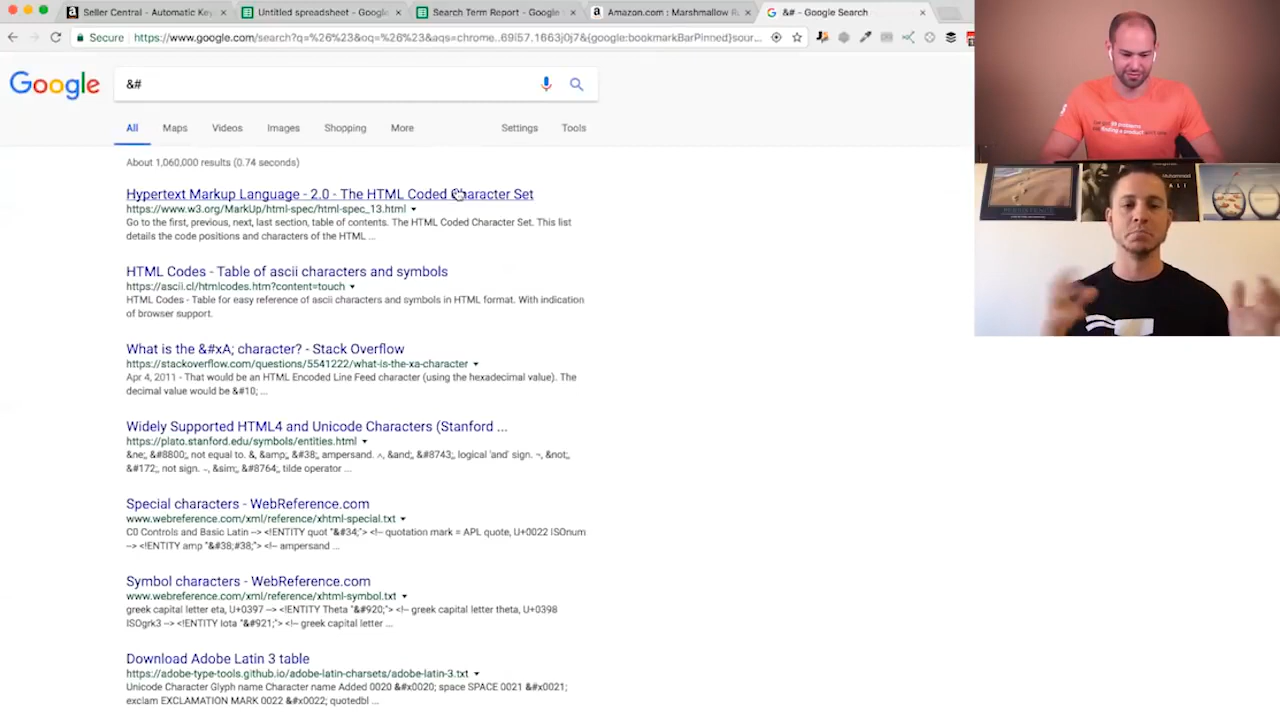 Seller Central - Automatic Key
Untitled spreadsheet - Google
Search Term Report - Google
Amazon.com : Marshmallow R
&# - Google Search
Secure
https://www.google.com/search?q=%26%23&oq=%26%23&aqs=chrome..69i57.1663j0j7&{google:bookmarkBarPinned}sour...
Google
&#
All
Maps
Videos
Images
Shopping
More
Settings
Tools
About 1,060,000 results (0.74 seconds)
Hypertext Markup Language - 2.0 - The HTML Coded Character Set
https://www.w3.org/MarkUp/html-spec/html-spec_13.html
Go to the first, previous, next, last section, table of contents. The HTML Coded Character Set. This list
details the code positions and characters of the HTML ...
HTML Codes - Table of ascii characters and symbols
https://ascii.cl/htmlcodes.htm?content=touch
HTML Codes - Table for easy reference of ascii characters and symbols in HTML format. With indication
of browser support.
What is the &#xA; character? - Stack Overflow
https://stackoverflow.com/questions/5541222/what-is-the-xa-character
Apr 4, 2011 - That would be an HTML Encoded Line Feed character (using the hexadecimal value). The
decimal value would be &#10; ...
Widely Supported HTML4 and Unicode Characters (Stanford ...
https://plato.stanford.edu/symbols/entities.html
&ne;, &#8800;, not equal to. &, &amp;, &#38;, ampersand. ∧, &and;, &#8743;, logical 'and' sign. ¬, &not;,
&#172;, not sign. ~, &sim;, &#8764;, tilde operator ...
Special characters - WebReference.com
www.webreference.com/xml/reference/xhtml-special.txt
C0 Controls and Basic Latin --> <!ENTITY quot "&#34;"> <!-- quotation mark = APL quote, U+0022 ISOnum
--> <!ENTITY amp "&#38;#38;"> <!-- ampersand ...
Symbol characters - WebReference.com
www.webreference.com/xml/reference/xhtml-symbol.txt
greek capital letter eta, U+0397 --> <!ENTITY Theta "&#920;"> <!-- greek capital letter theta, U+0398
ISOgrk3 --> <!ENTITY Iota "&#921;"> <!-- greek capital letter ...
Download Adobe Latin 3 table
https://adobe-type-tools.github.io/adobe-latin-charsets/adobe-latin-3.txt
Unicode Character Glyph name Character name Added 0020 &#x0020; space SPACE 0021 &#x0021;
exclam EXCLAMATION MARK 0022 &#x0022; quotedbl ...
Muhammad
ALI